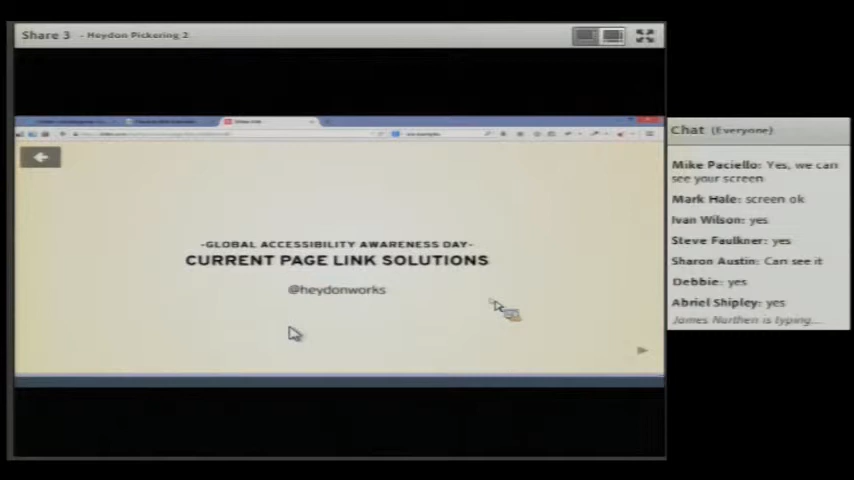 Share 3 - Heydon Pickering 2
-GLOBAL ACCESSIBILITY AWARENESS DAY-
CURRENT PAGE LINK SOLUTIONS
@heydonworks
Chat (Everyone)
Mike Paciello: Yes, we can
see your screen
Mark Hale: screen ok
Ivan Wilson: yes
Steve Faulkner: yes
Sharon Austin: Can see it
Debbie: yes
Abriel Shipley: yes
James Nurthen is typing...